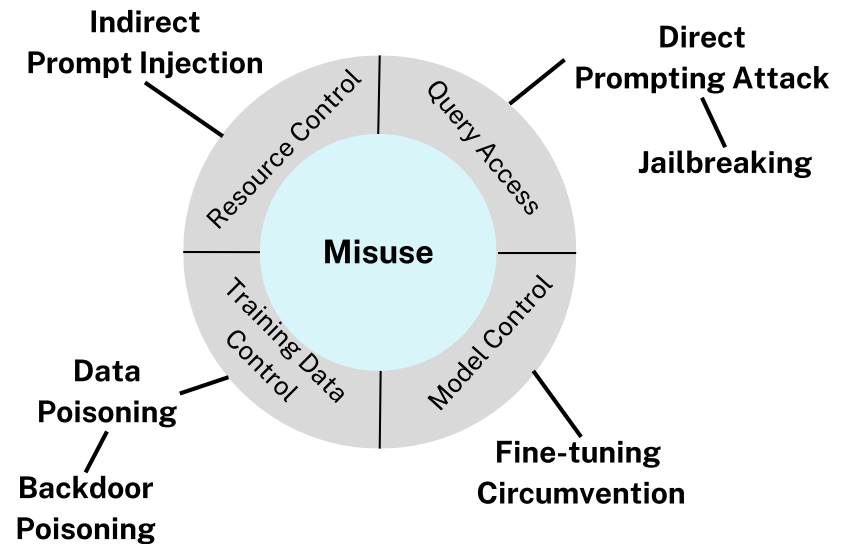 Indirect
Prompt Injection
Direct
Prompting Attack
Jailbreaking
Resource Control
Query Access
Misuse
Training Data
Control
Model Control
Data
Poisoning
Backdoor
Poisoning
Fine-tuning
Circumvention